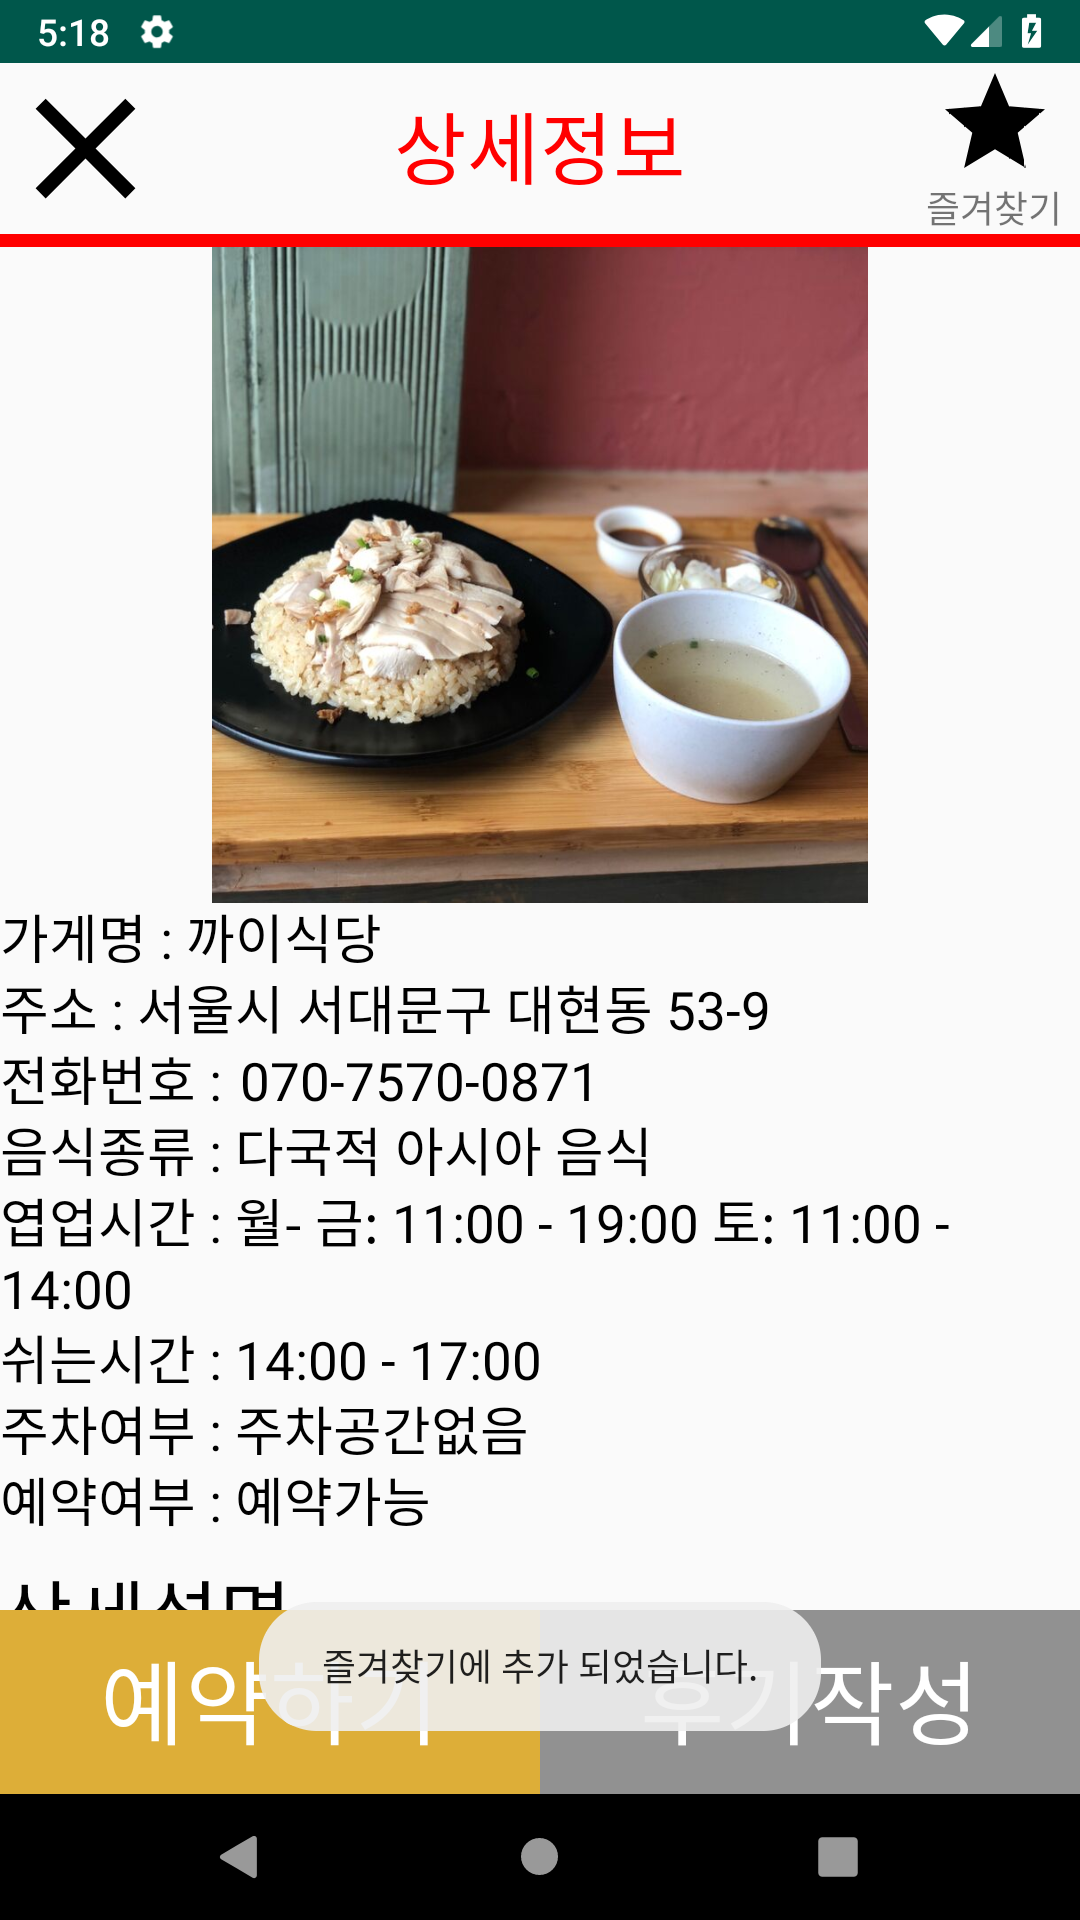 5:18
상세정보
즐겨찾기
가게명 : 까이식당
주소 : 서울시 서대문구 대현동 53-9
전화번호 : 070-7570-0871
음식종류 : 다국적 아시아 음식
엽업시간 : 월- 금: 11:00 - 19:00 토: 11:00 -
14:00
쉬는시간 : 14:00 - 17:00
주차여부 : 주차공간없음
예약여부 : 예약가능
상세설명
즐겨찾기에 추가 되었습니다.
예약하기
후기작성